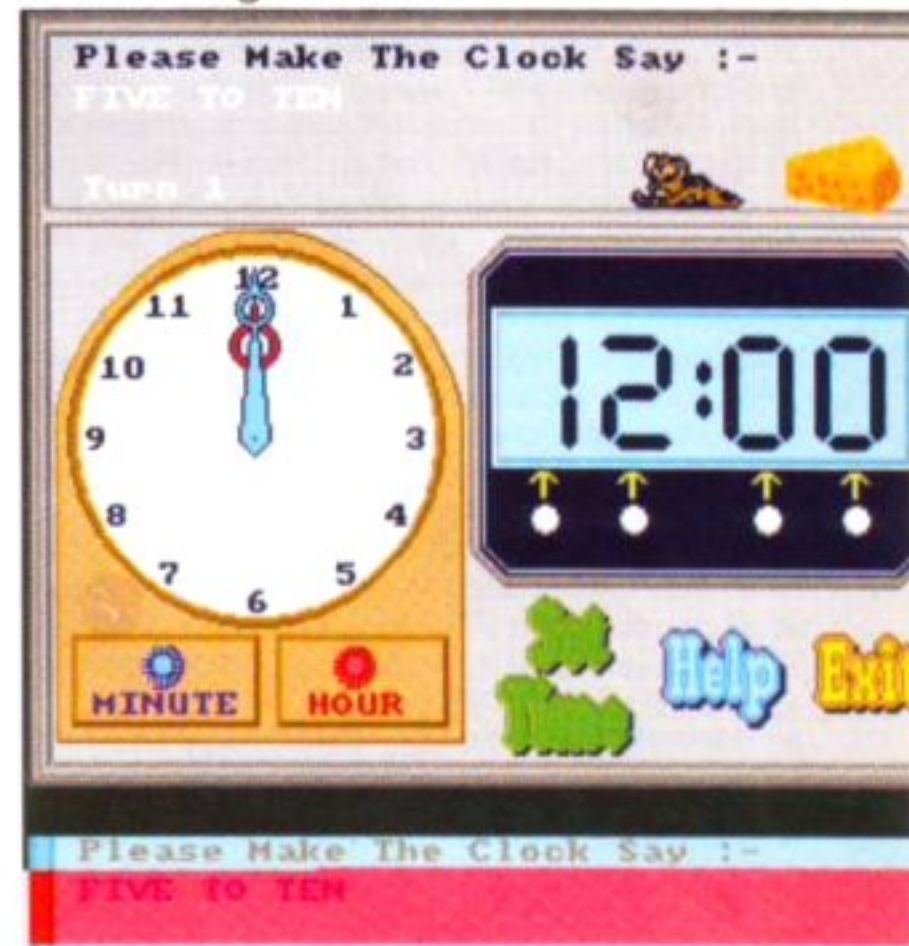 Please Make The Clock Say :-
FIVE TO TEN
Turn 1
12
11 1
10 2
9 3
8 4
7 5
6
12:00
MINUTE HOUR
Set
Time
Help Exit
Please Make The Clock Say :-
FIVE TO TEN